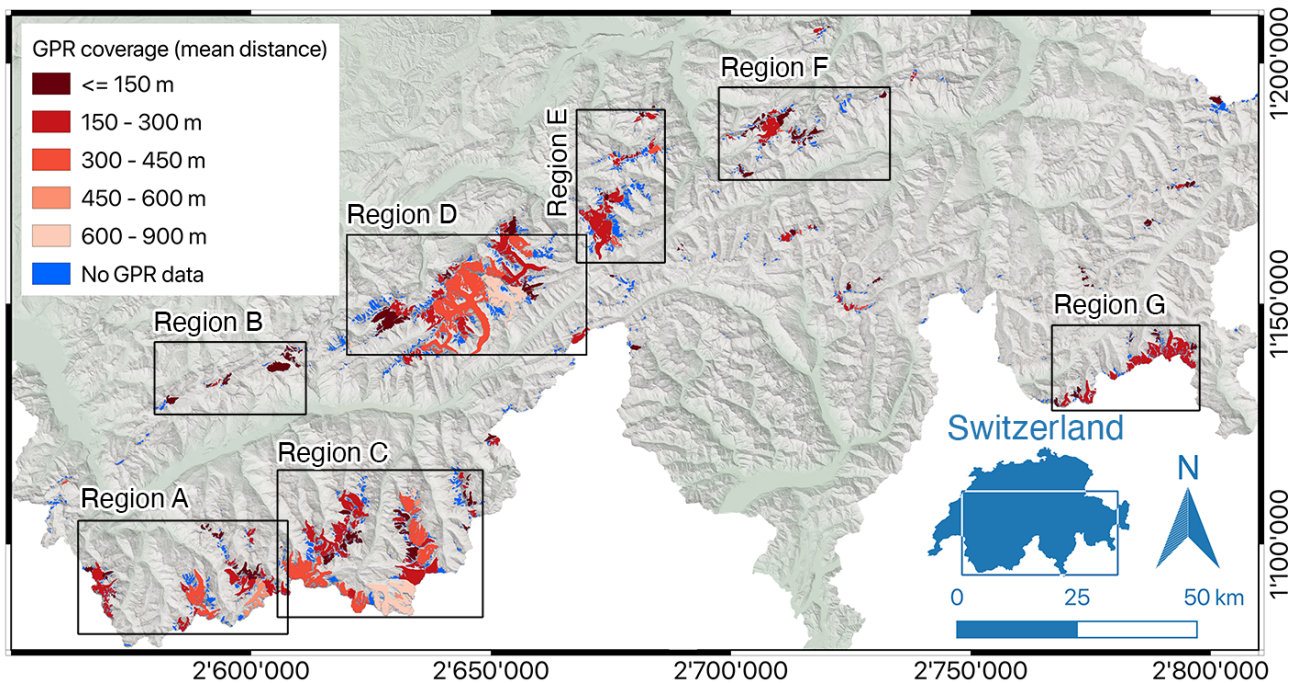 GPR coverage (mean distance)
<= 150 m
150 - 300 m
300 - 450 m
450 - 600 m
600 - 900 m
No GPR data
Region F
Region E
Region D
Region B
Region G
Region C
Region A
Switzerland
N
0 25 50 km
1'200'000
1'150'000
1'100'000
2'600'000 2'650'000 2'700'000 2'750'000 2'800'000